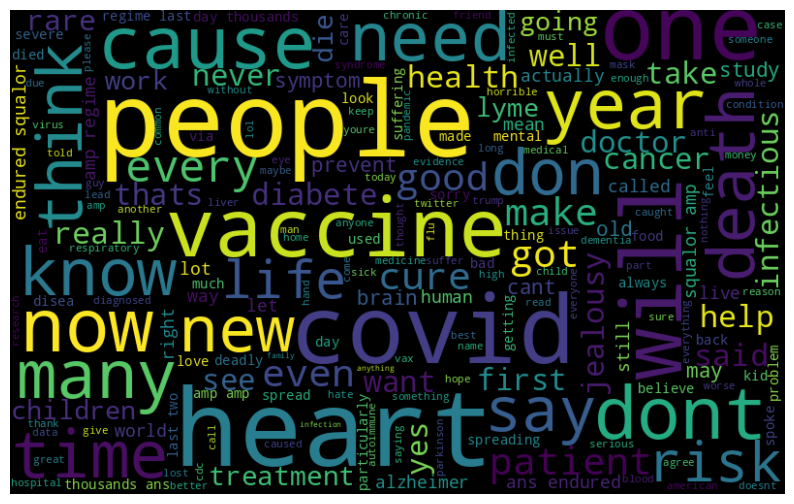 rare
regime last
day thousands
chronic
friend
must
infected
going
due
case
someone
severe
cause
need
die
care
syndrome
one
died
please
never
well
mask
enough
whole
work
symptom
health
actually
take
study
think
people
suffering
pandemic
horrible
year
condition
without
look
keep
youre
lyme
doctor
anti
virus
common
lol
via
made
mental
mean
told
amp regime
every
thats
prevent
evidence
long
medical
cancer
money
endured squalor
eye
maybe
today
sorry
good
don
called
feel
death
guy
lead
amp
diabete
liver
anyone
twitter
trump
make
caught
nothing
infectious
another
man
home
used
thought
flu
got
thing
issue
old
dementia
food
eat
really
vaccine
suffer
child
everyone
squalor amp
respiratory
lot
come
medicine
bad
part
always
know
life
cure
sick
high
cant
jealousy
will
live
reason
disea
diagnosed
much
way
let
brain
human
hand
getting
read
still
sure
everything
help
research
now
new
right
day
covid
best
name
back
many
love
deadly
family
vax
first
may
said
problem
see
even
anything
want
hope
believe
kid
worse
children
amp amp
spread
hate
something
say
dont
spoke
thank
world
last two
particularly
autoimmune
saying
yes
spreading
data
give
call
caused
infection
heart
parkinson
serious
agree
time
great
lost
cdc
patient
risk
hospital
better
treatment
alzheimer
ans endured
blood
american
doesnt
thousands ans